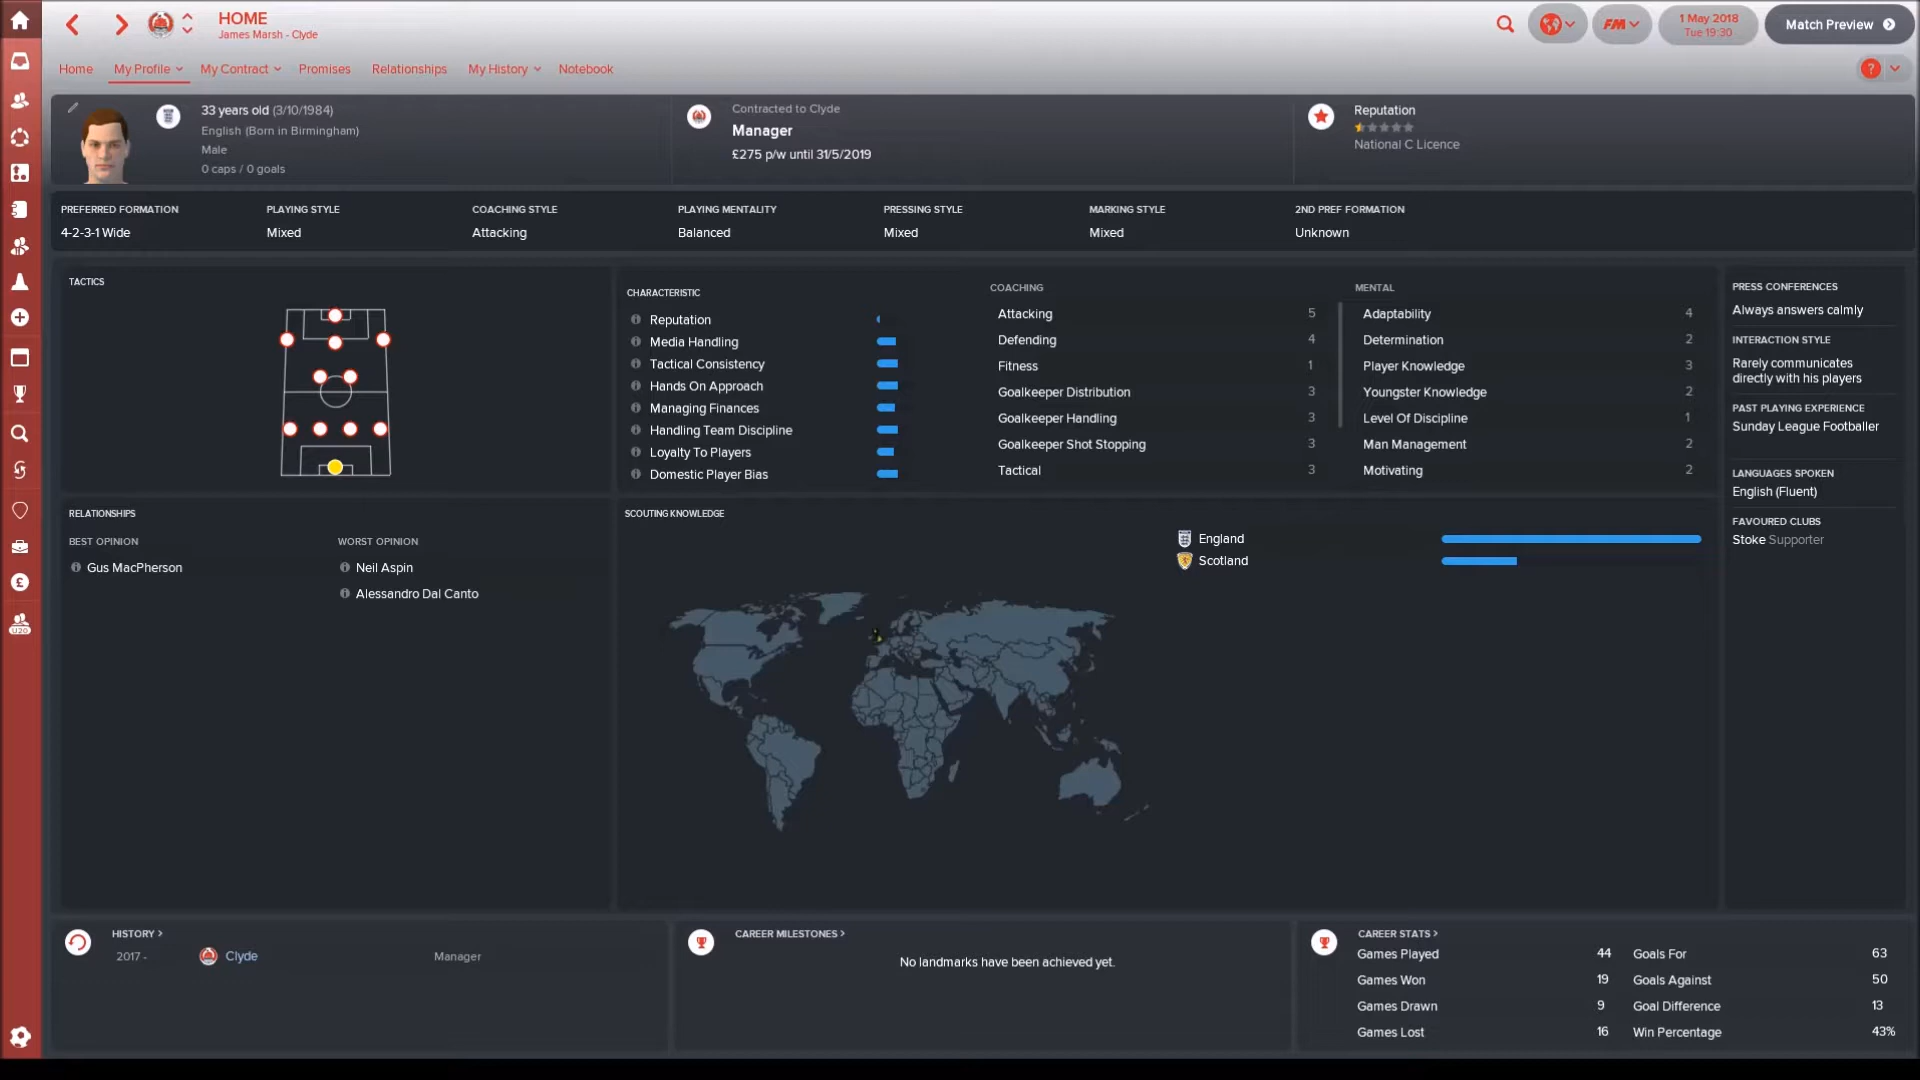 HOME
James Marsh - Clyde
FM
1 May 2018
Tue 19:30
Match Preview
Home
My Profile
My Contract
Promises
Relationships
My History
Notebook
?
33 years old (3/10/1984)
English (Born in Birmingham)
Male
0 caps / 0 goals
Contracted to Clyde
Manager
£275 p/w until 31/5/2019
Reputation
National C Licence
PREFERRED FORMATION
4-2-3-1 Wide
PLAYING STYLE
Mixed
COACHING STYLE
Attacking
PLAYING MENTALITY
Balanced
PRESSING STYLE
Mixed
MARKING STYLE
Mixed
2ND PREF FORMATION
Unknown
TACTICS
CHARACTERISTIC
Reputation
Media Handling
Tactical Consistency
Hands On Approach
Managing Finances
Handling Team Discipline
Loyalty To Players
Domestic Player Bias
COACHING
Attacking 5
Defending 4
Fitness 1
Goalkeeper Distribution 3
Goalkeeper Handling 3
Goalkeeper Shot Stopping 3
Tactical 3
MENTAL
Adaptability 4
Determination 2
Player Knowledge 3
Youngster Knowledge 2
Level Of Discipline 1
Man Management 2
Motivating 2
PRESS CONFERENCES
Always answers calmly
INTERACTION STYLE
Rarely communicates
directly with his players
PAST PLAYING EXPERIENCE
Sunday League Footballer
LANGUAGES SPOKEN
English (Fluent)
FAVOURED CLUBS
Stoke Supporter
RELATIONSHIPS
BEST OPINION
Gus MacPherson
WORST OPINION
Neil Aspin
Alessandro Dal Canto
SCOUTING KNOWLEDGE
England
Scotland
U20
HISTORY >
2017 - Clyde Manager
CAREER MILESTONES >
No landmarks have been achieved yet.
CAREER STATS >
Games Played 44 Goals For 63
Games Won 19 Goals Against 50
Games Drawn 9 Goal Difference 13
Games Lost 16 Win Percentage 43%